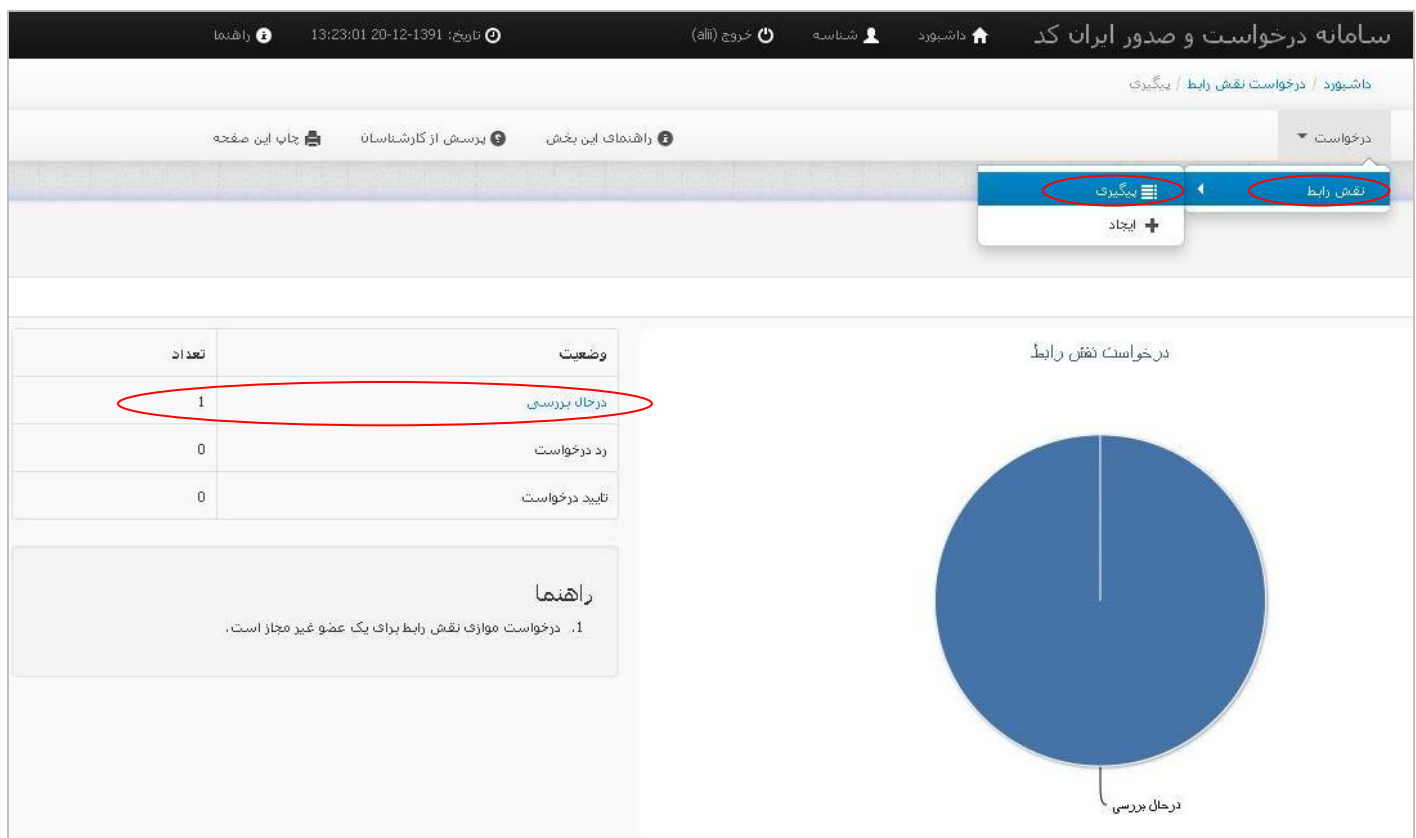 سامانه درخواست و صدور ایران کد داشبورد شناسه خروج (alii) تاریخ: 1391-12-20 13:23:01 راهنما
داشبورد / درخواست نقش رابط / پیگیری
درخواست راهنمای این بخش پرسش از کارشناسان چاپ این صفحه
نقش رابط پیگیری
ایجاد
درخواست نقش رابط
درحال بررسی
وضعیت تعداد
درحال بررسی 1
رد درخواست 0
تایید درخواست 0
راهنما
1. درخواست موازی نقش رابط برای یک عضو غیر مجاز است.